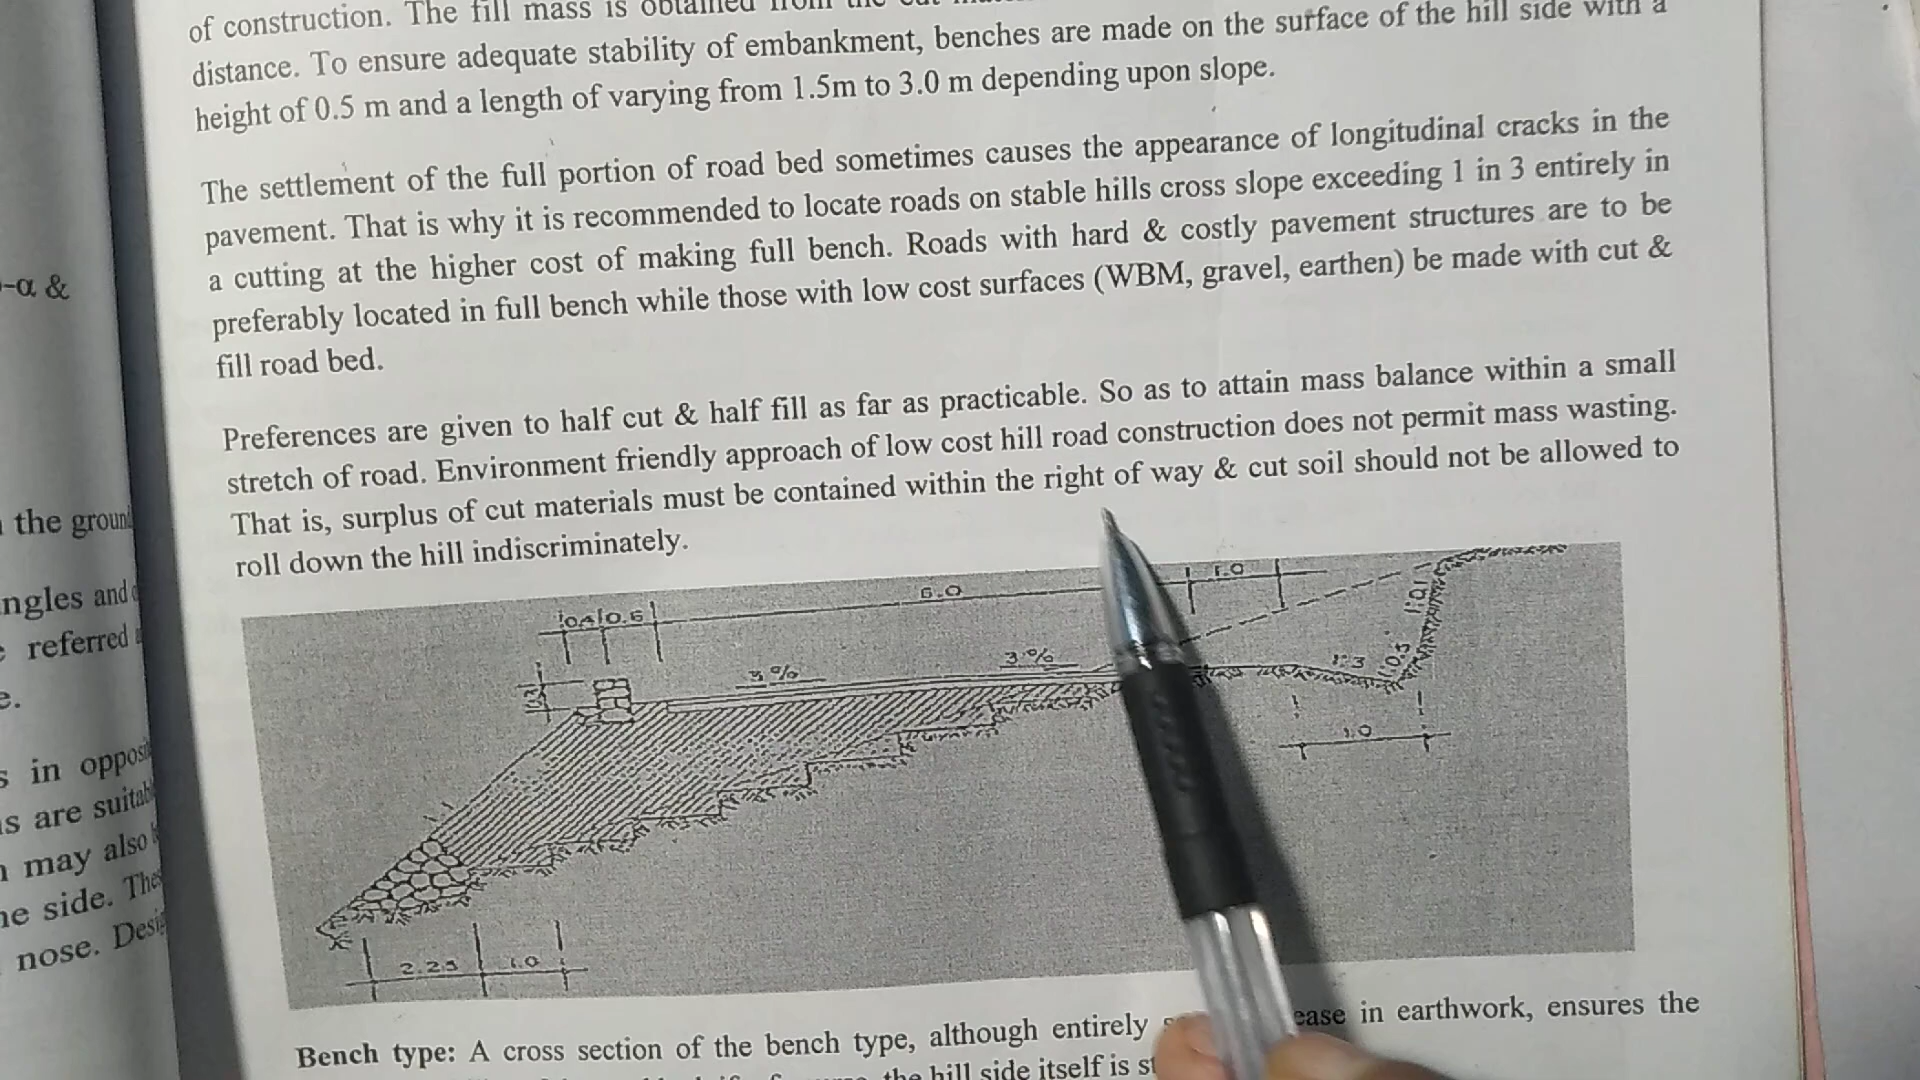 of construction. The fill mass is obtained from the cut
distance. To ensure adequate stability of embankment, benches are made on the surface of the hill side with a
height of 0.5 m and a length of varying from 1.5m to 3.0 m depending upon slope.
The settlement of the full portion of road bed sometimes causes the appearance of longitudinal cracks in the
pavement. That is why it is recommended to locate roads on stable hills cross slope exceeding 1 in 3 entirely in
a cutting at the higher cost of making full bench. Roads with hard & costly pavement structures are to be
preferably located in full bench while those with low cost surfaces (WBM, gravel, earthen) be made with cut &
fill road bed.
Preferences are given to half cut & half fill as far as practicable. So as to attain mass balance within a small
stretch of road. Environment friendly approach of low cost hill road construction does not permit mass wasting.
That is, surplus of cut materials must be contained within the right of way & cut soil should not be allowed to
roll down the hill indiscriminately.
0.4 0.6 6.0 1.0
3% 3% 1:3 1:0.5
1.0
2.25 1.0
Bench type: A cross section of the bench type, although entirely ease in earthwork, ensures the
the hill side itself is
-α &
the ground
ngles and
referred
e.
s in
ns are
may also
ne side.
nose.